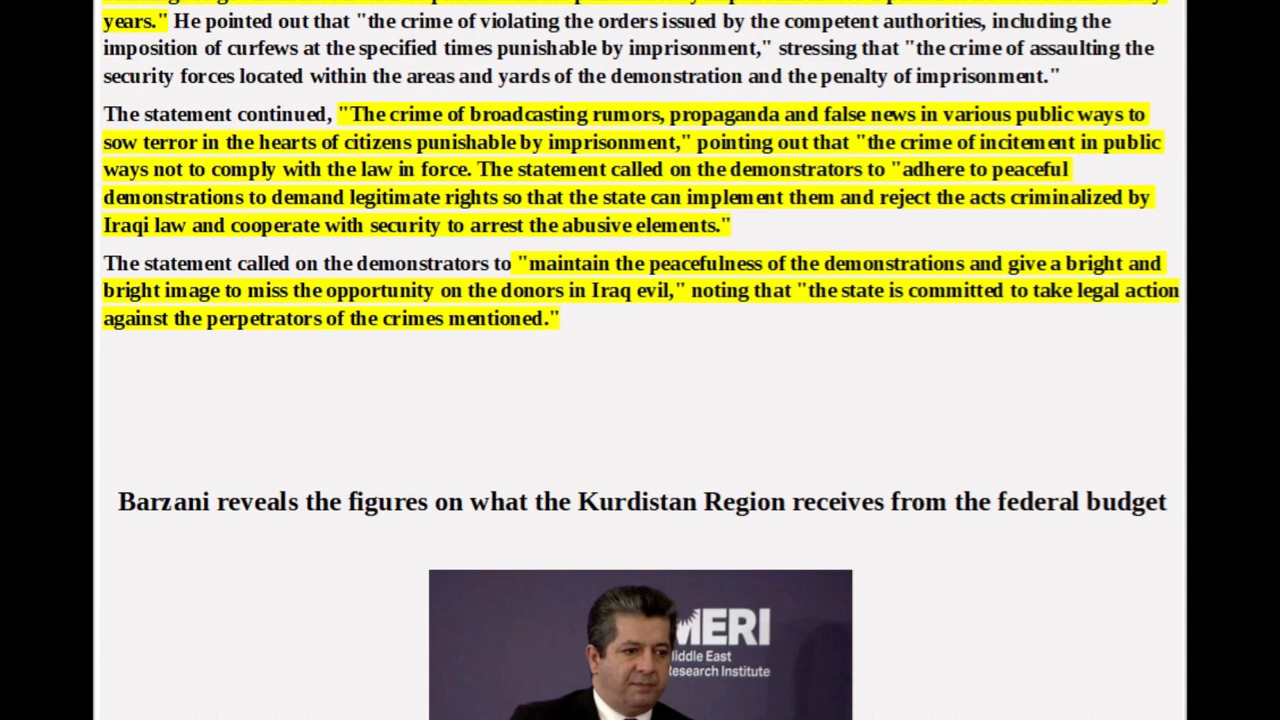 years." He pointed out that "the crime of violating the orders issued by the competent authorities, including the
imposition of curfews at the specified times punishable by imprisonment," stressing that "the crime of assaulting the
security forces located within the areas and yards of the demonstration and the penalty of imprisonment."
The statement continued, "The crime of broadcasting rumors, propaganda and false news in various public ways to
sow terror in the hearts of citizens punishable by imprisonment," pointing out that "the crime of incitement in public
ways not to comply with the law in force. The statement called on the demonstrators to "adhere to peaceful
demonstrations to demand legitimate rights so that the state can implement them and reject the acts criminalized by
Iraqi law and cooperate with security to arrest the abusive elements."
The statement called on the demonstrators to "maintain the peacefulness of the demonstrations and give a bright and
bright image to miss the opportunity on the donors in Iraq evil," noting that "the state is committed to take legal action
against the perpetrators of the crimes mentioned."
Barzani reveals the figures on what the Kurdistan Region receives from the federal budget
MERI
Middle East
Research Institute